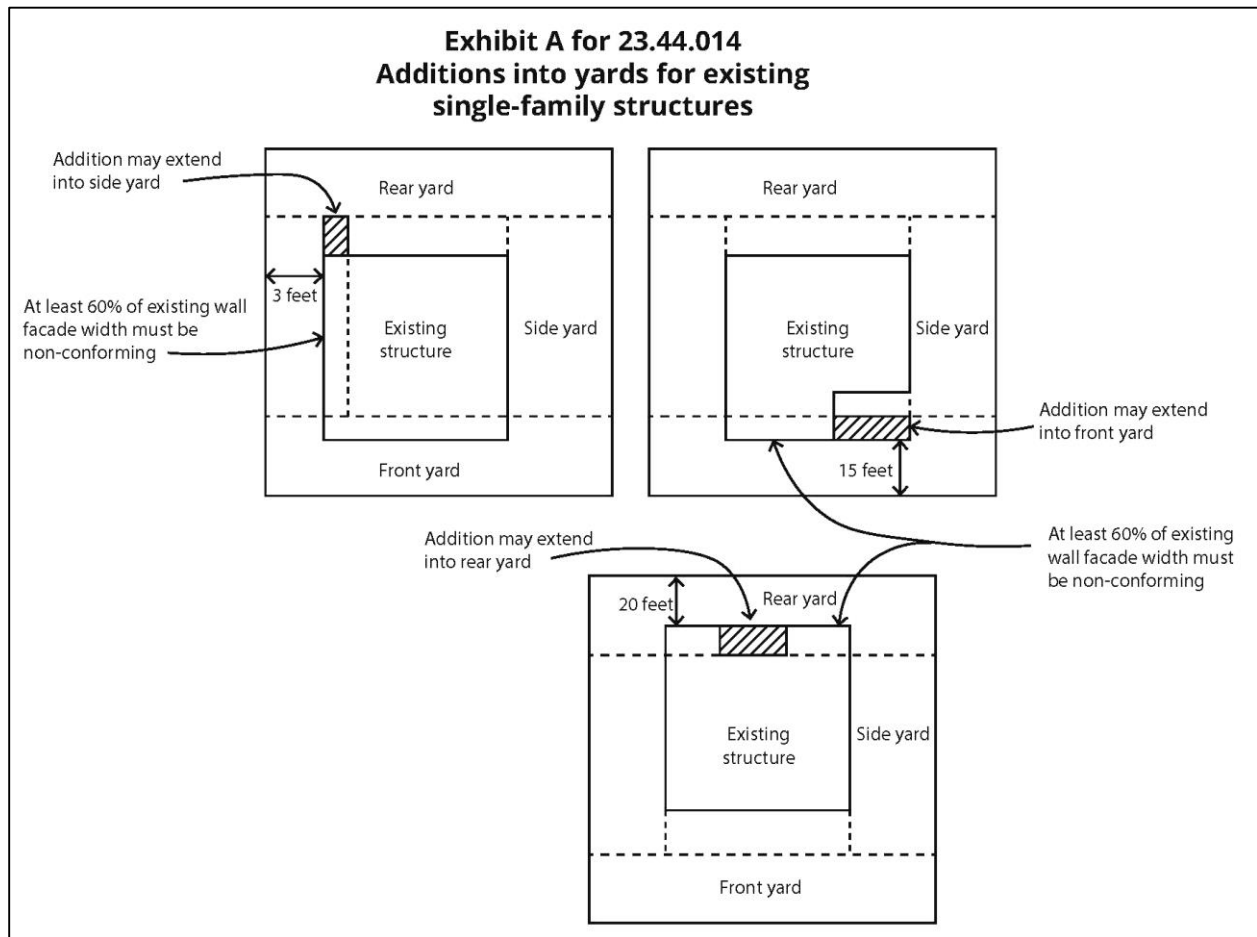 Exhibit A for 23.44.014
Additions into yards for existing
single-family structures
Addition may extend
into side yard
Rear yard
3 feet
At least 60% of existing wall
facade width must be
non-conforming
Existing
structure
Side yard
Front yard
Rear yard
Existing
structure
Side yard
Addition may extend
into front yard
15 feet
At least 60% of existing
wall facade width must
be non-conforming
Addition may extend
into rear yard
20 feet
Rear yard
Existing
structure
Side yard
Front yard